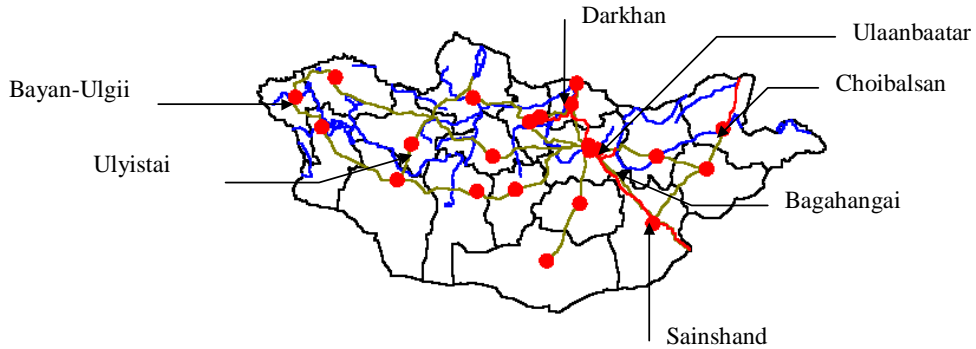 Darkhan
Ulaanbaatar
Choibalsan
Bayan-Ulgii
Ulyistai
Bagahangai
Sainshand